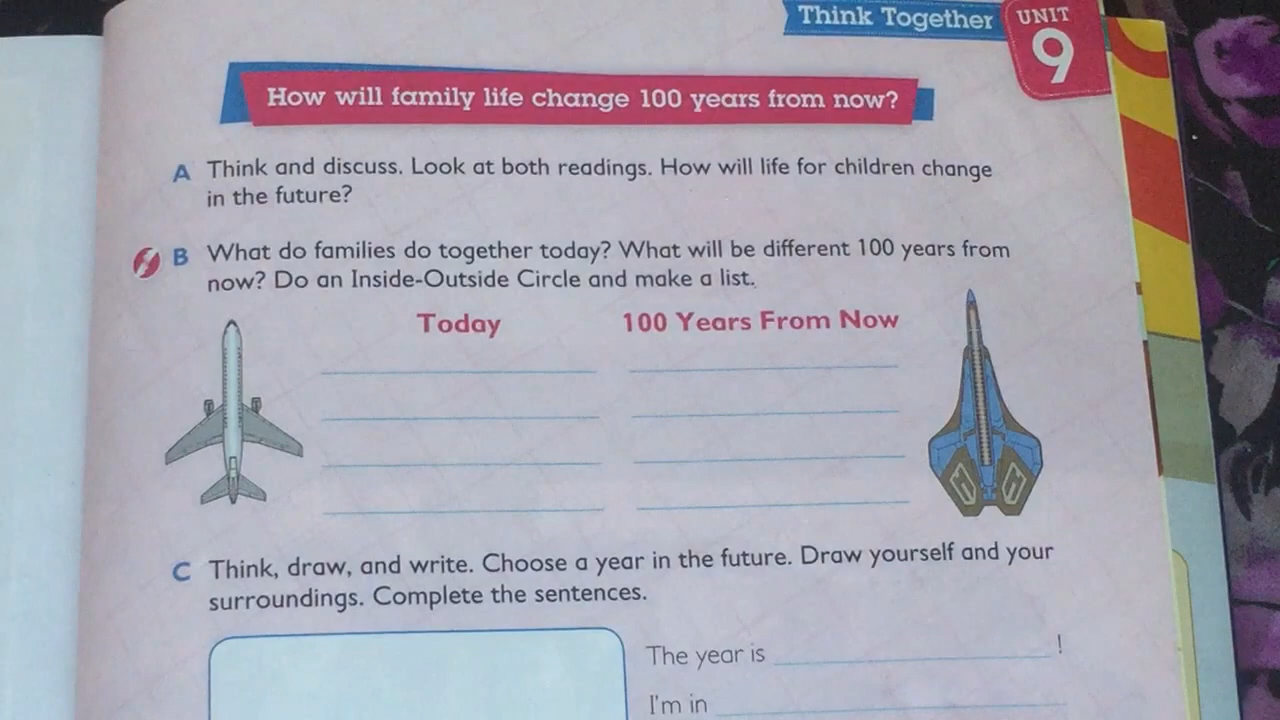 Think Together
UNIT
9
How will family life change 100 years from now?
A Think and discuss. Look at both readings. How will life for children change
in the future?
B What do families do together today? What will be different 100 years from
now? Do an Inside-Outside Circle and make a list.
Today
100 Years From Now
C Think, draw, and write. Choose a year in the future. Draw yourself and your
surroundings. Complete the sentences.
The year is !
I'm in